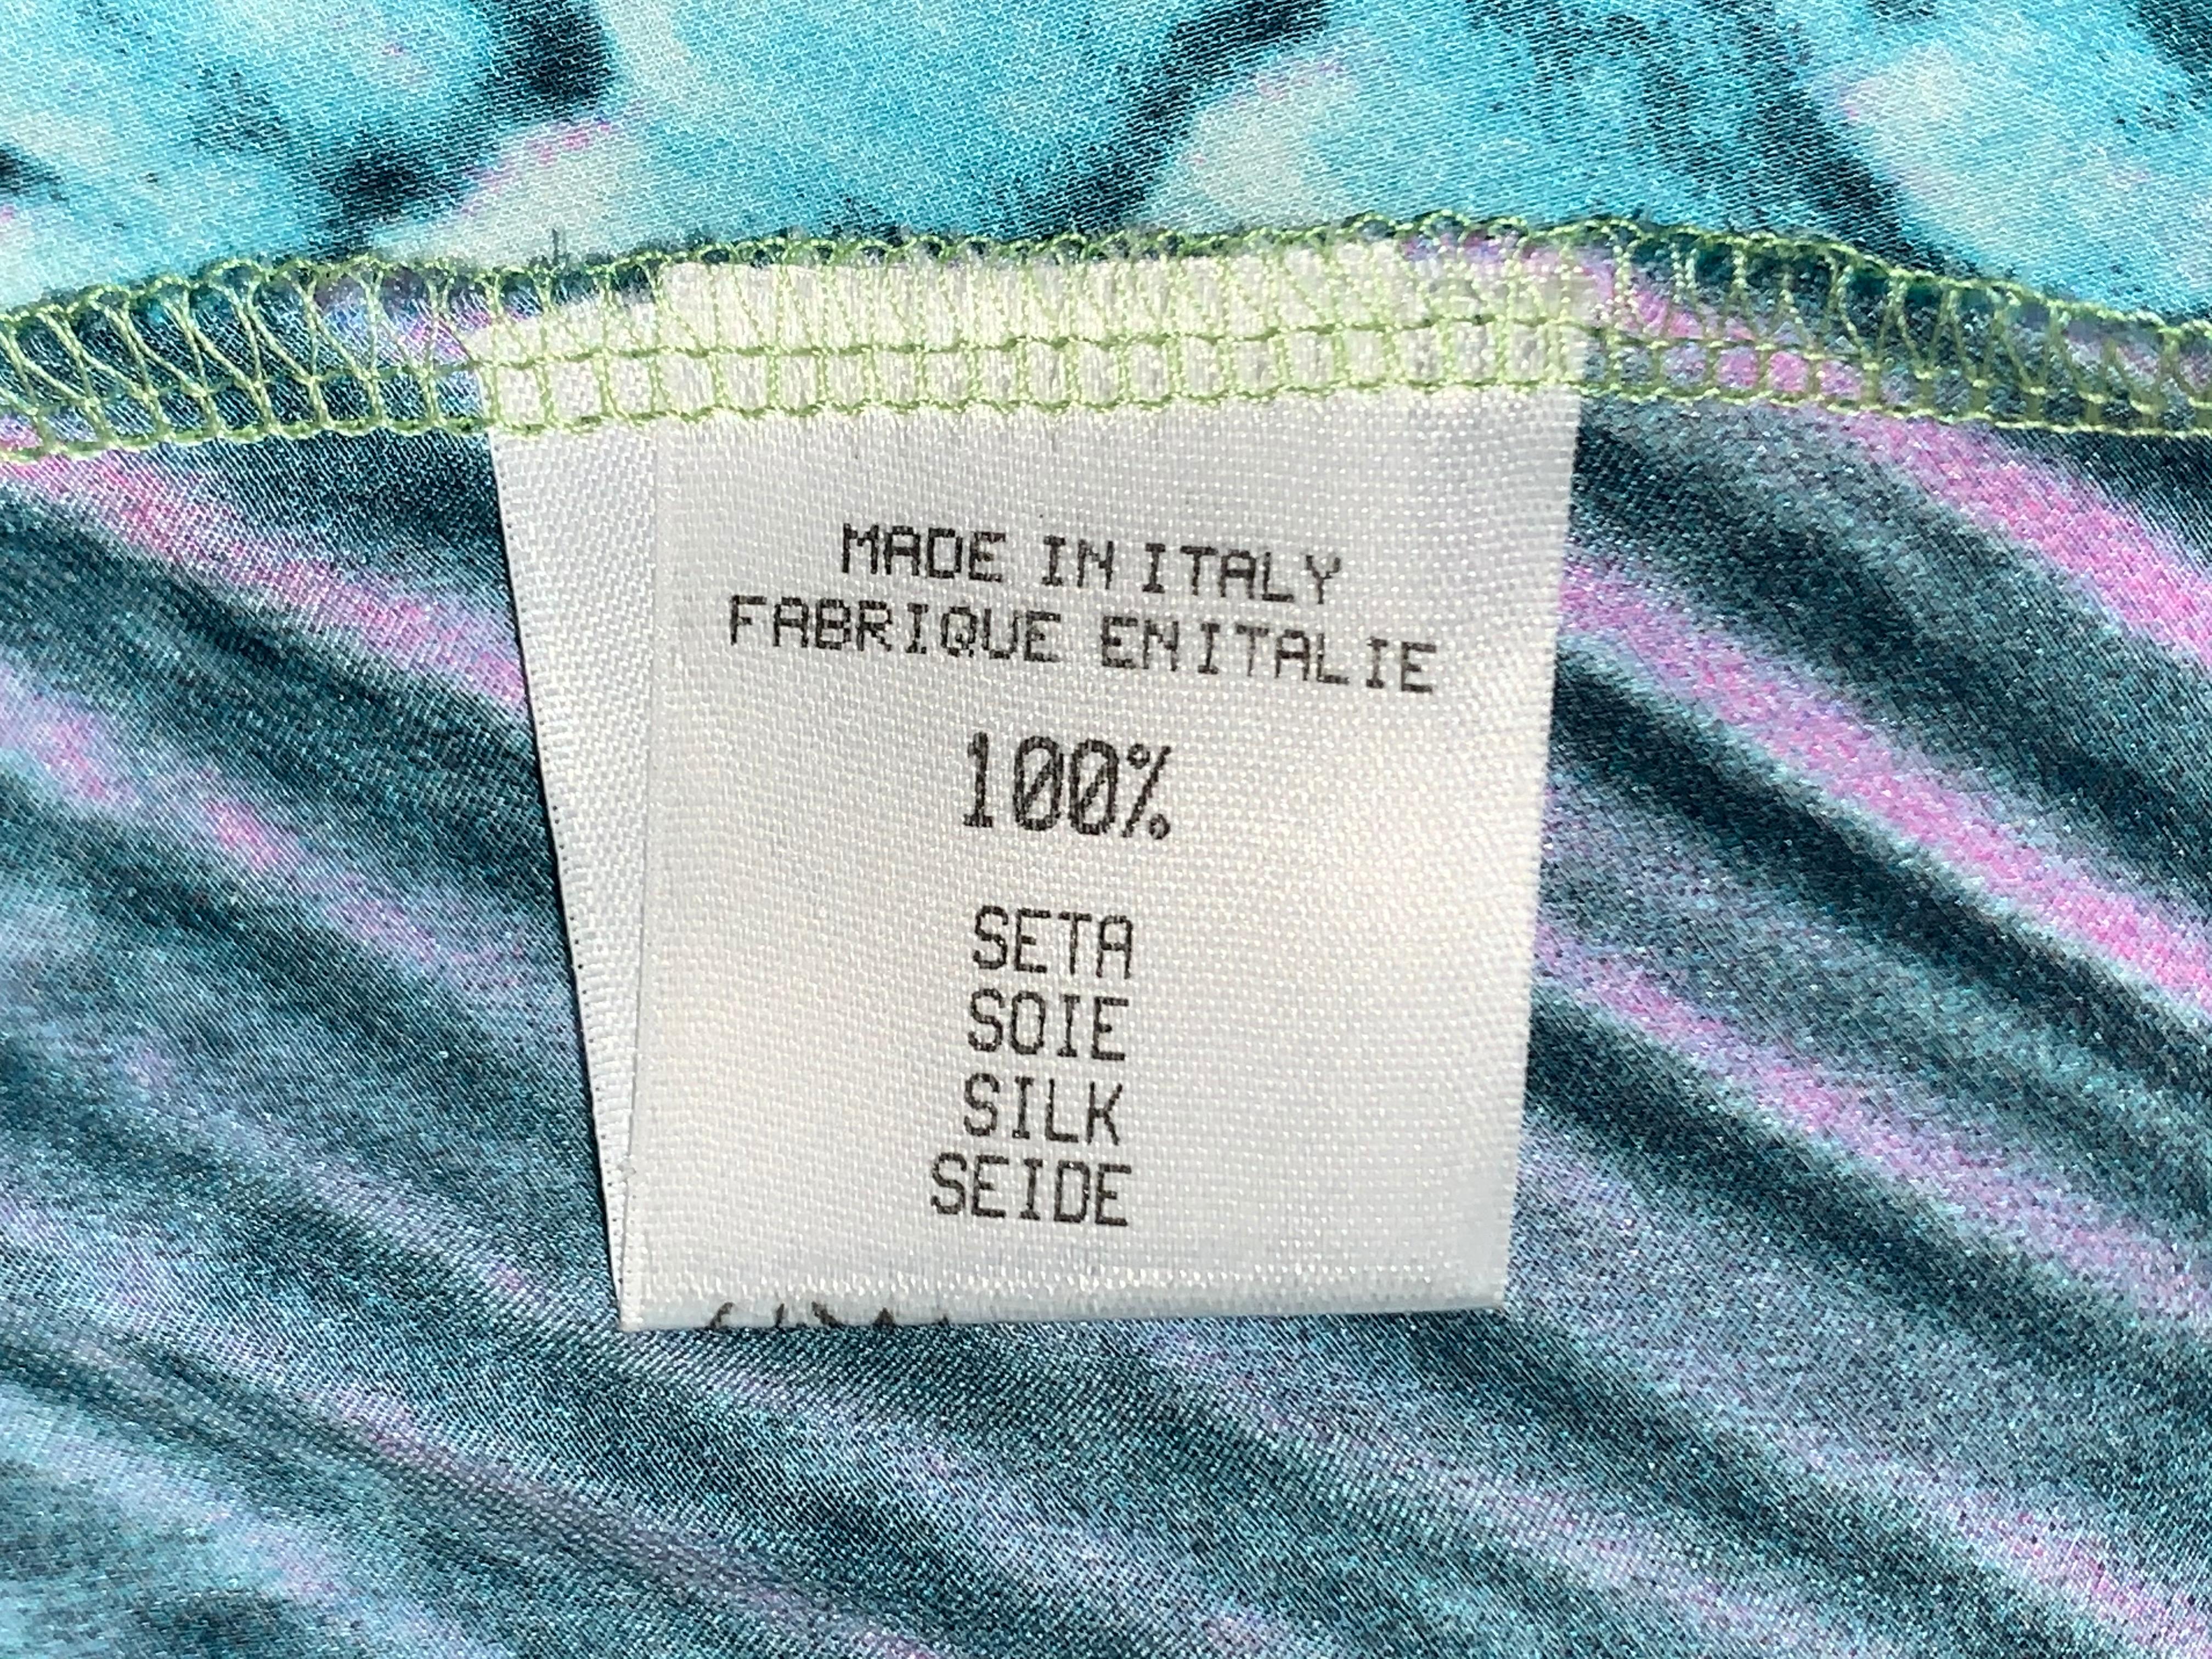 MADE IN ITALY
FABRIQUE EN ITALIE
100%
SETA
SOIE
SILK
SEIDE